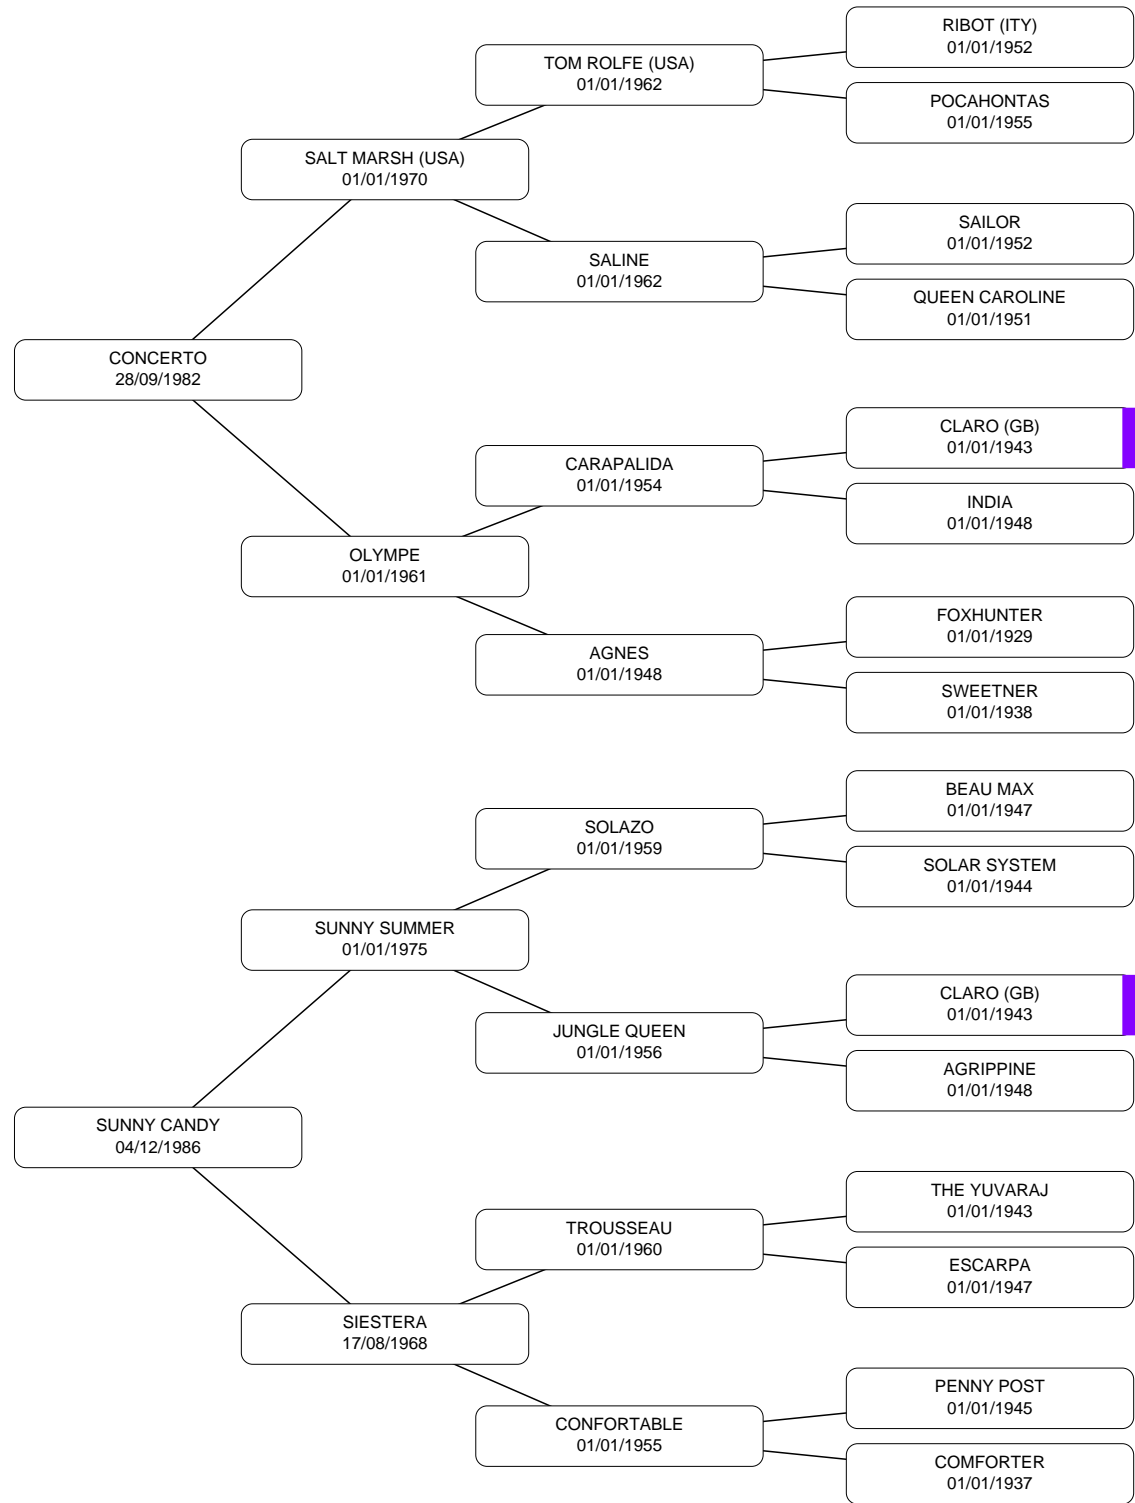 RIBOT (ITY)
01/01/1952
TOM ROLFE (USA)
01/01/1962
POCAHONTAS
01/01/1955
SALT MARSH (USA)
01/01/1970
SAILOR
01/01/1952
SALINE
01/01/1962
QUEEN CAROLINE
01/01/1951
CONCERTO
28/09/1982
CLARO (GB)
01/01/1943
CARAPALIDA
01/01/1954
INDIA
01/01/1948
OLYMPE
01/01/1961
FOXHUNTER
01/01/1929
AGNES
01/01/1948
SWEETNER
01/01/1938
BEAU MAX
01/01/1947
SOLAZO
01/01/1959
SOLAR SYSTEM
01/01/1944
SUNNY SUMMER
01/01/1975
CLARO (GB)
01/01/1943
JUNGLE QUEEN
01/01/1956
AGRIPPINE
01/01/1948
SUNNY CANDY
04/12/1986
THE YUVARAJ
01/01/1943
TROUSSEAU
01/01/1960
ESCARPA
01/01/1947
SIESTERA
17/08/1968
PENNY POST
01/01/1945
CONFORTABLE
01/01/1955
COMFORTER
01/01/1937